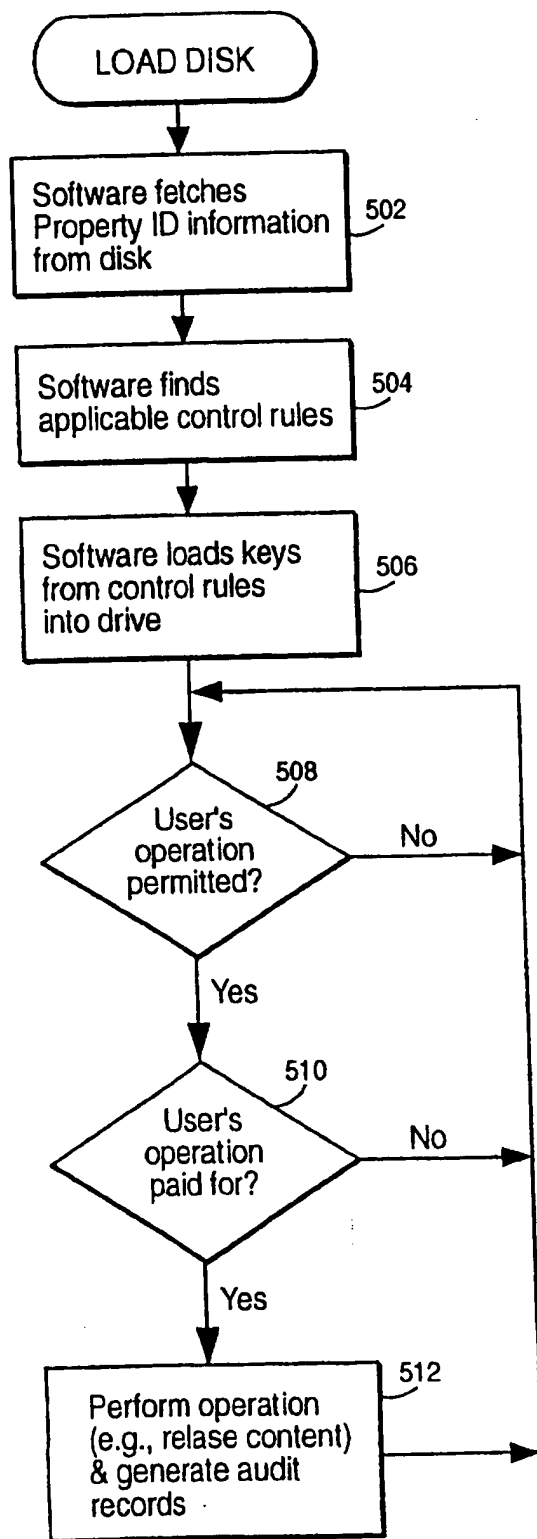 LOAD DISK
Software fetches
Property ID information
from disk
502
Software finds
applicable control rules
504
Software loads keys
from control rules
into drive
506
508
User's
operation
permitted?
No
Yes
510
User's
operation
paid for?
No
Yes
512
Perform operation
(e.g., relase content)
& generate audit
records